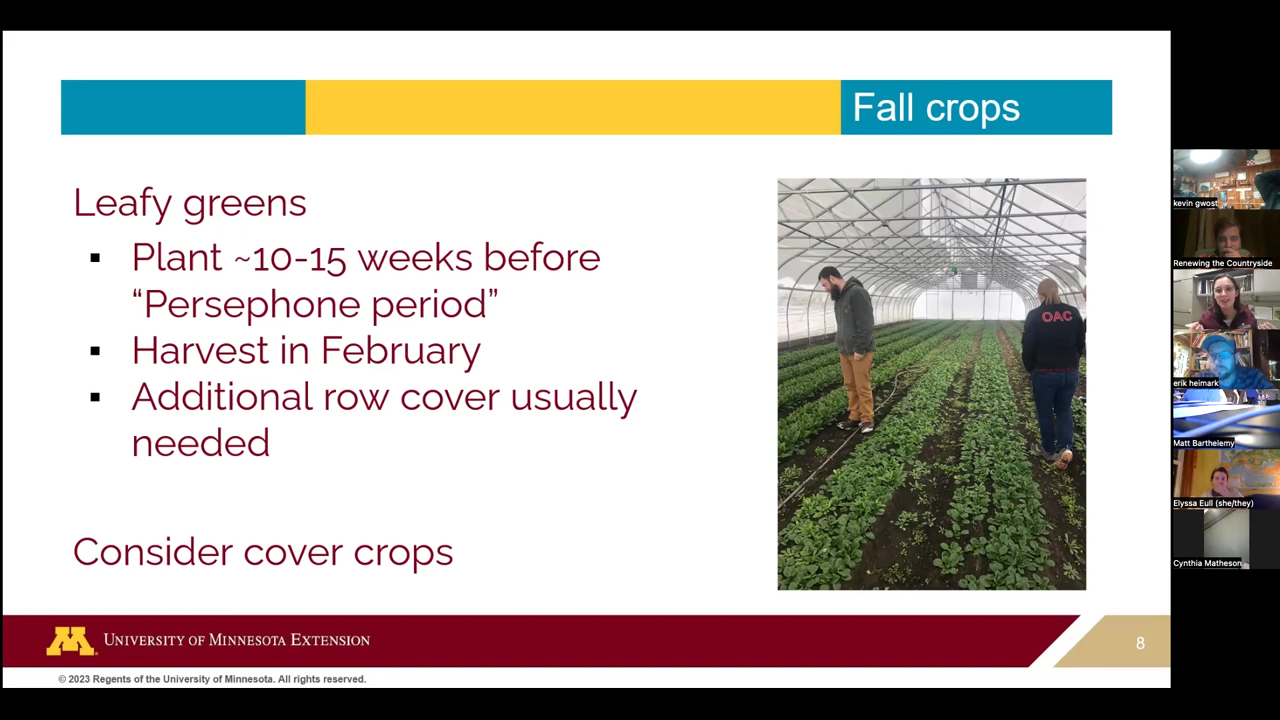 Fall crops
Leafy greens
▪ Plant ~10-15 weeks before
“Persephone period”
▪ Harvest in February
▪ Additional row cover usually
needed
Consider cover crops
OAC
UNIVERSITY OF MINNESOTA EXTENSION
8
© 2023 Regents of the University of Minnesota. All rights reserved.
kevin gwost
Renewing the Countryside
erik heimark
Matt Barthelemy
Elyssa Eull (she/they)
Cynthia Matheson